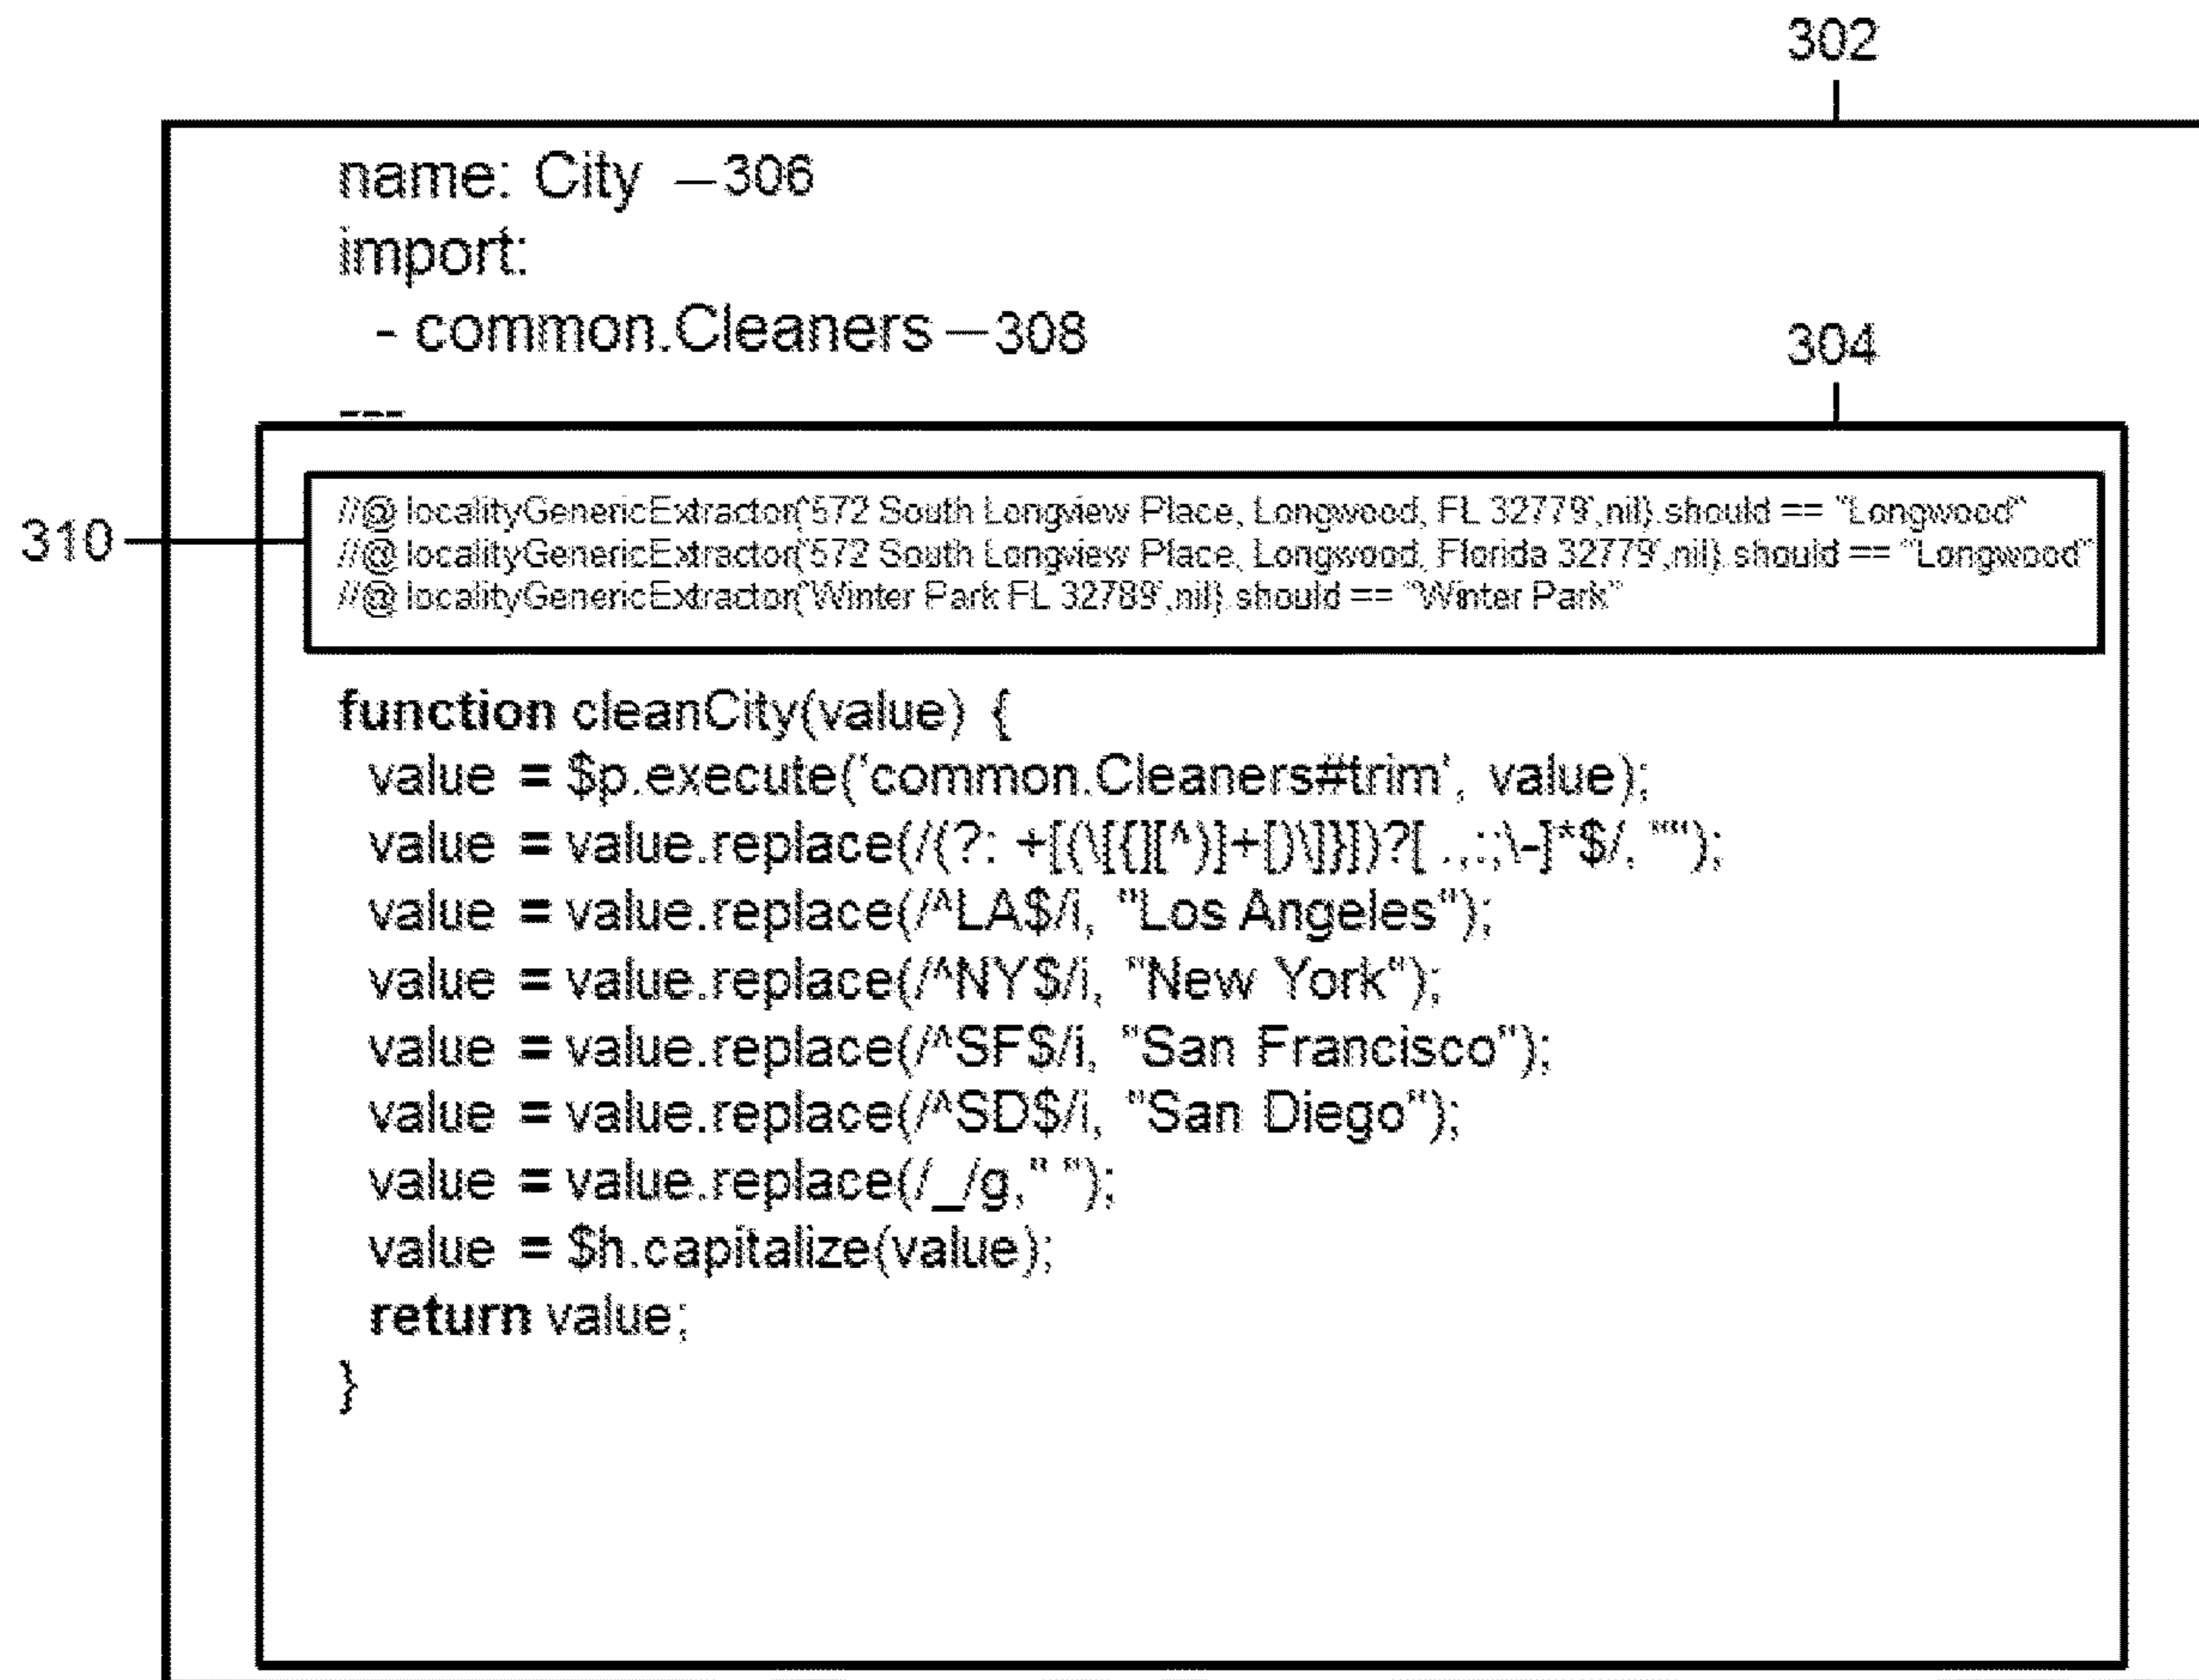 302
name: City —306
import:
- common.Cleaners —308
304
---
310
//@ localityGenericExtractor('572 South Longview Place, Longwood, FL 32779',nil).should == "Longwood"
//@ localityGenericExtractor('572 South Longview Place, Longwood, Florida 32779',nil).should == "Longwood"
//@ localityGenericExtractor('Winter Park FL 32789',nil).should == "Winter Park"
function cleanCity(value) {
value = $p.execute('common.Cleaners#trim', value);
value = value.replace(/(?: +[(\[{][^)]+[)\]}])?[ .,:;\-]*$/, "");
value = value.replace(/^LA$/i, "Los Angeles");
value = value.replace(/^NY$/i, "New York");
value = value.replace(/^SF$/i, "San Francisco");
value = value.replace(/^SD$/i, "San Diego");
value = value.replace(/_/g," ");
value = $h.capitalize(value);
return value;
}